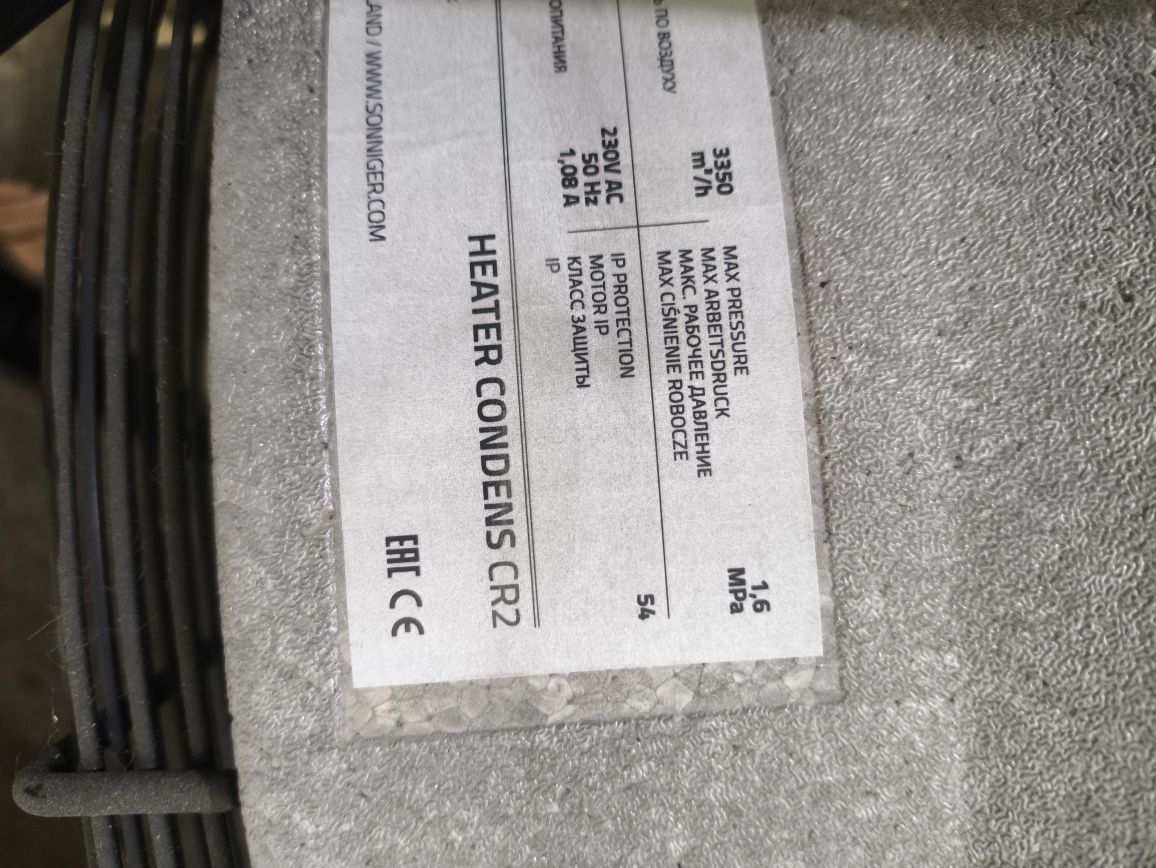 LAND / WWW.SONNIGER.COM
EAC CE
HEATER CONDENS CR2
230V AC
50 Hz
1,08 A
IP PROTECTION
MOTOR IP
КЛАСС ЗАЩИТЫ
IP
54
ПО ВОЗДУХУ
3350
m³/h
MAX PRESSURE
MAX ARBEITSDRUCK
МАКС. РАБОЧЕЕ ДАВЛЕНИЕ
MAX CIŚNIENIE ROBOCZE
1,6
MPa